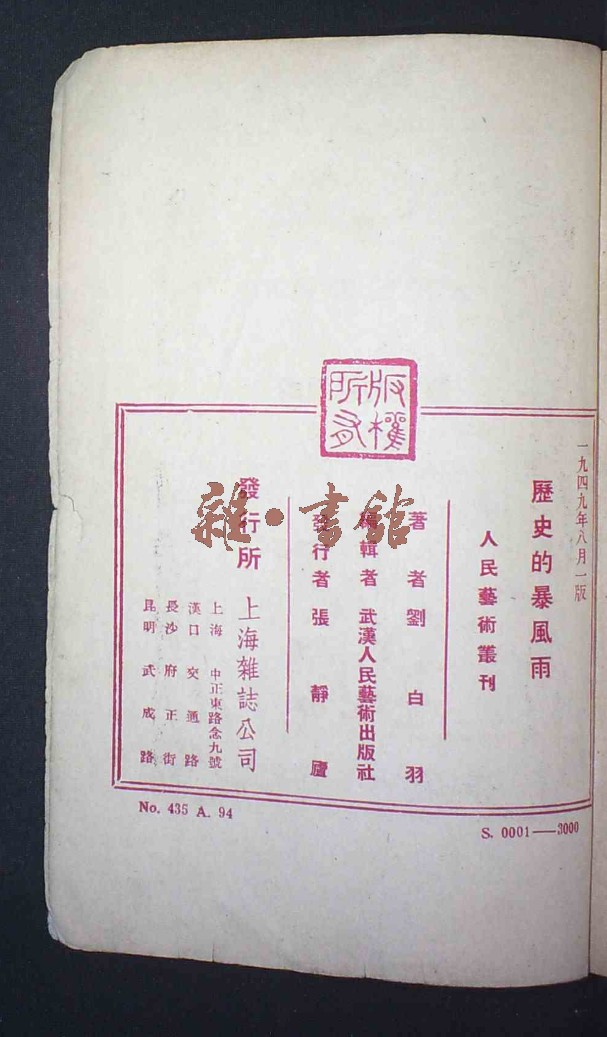 一九四九年八月一版
歷史的暴風雨
人民藝術叢刊
著者劉白羽
編輯者武漢人民藝術出版社
發行者張靜廬
發行所上海雜誌公司
上海中正東路念九號
漢口交通路
長沙府正街
昆明武成路
版權所有
雜·書館
No. 435 A. 94
S. 0001——3000